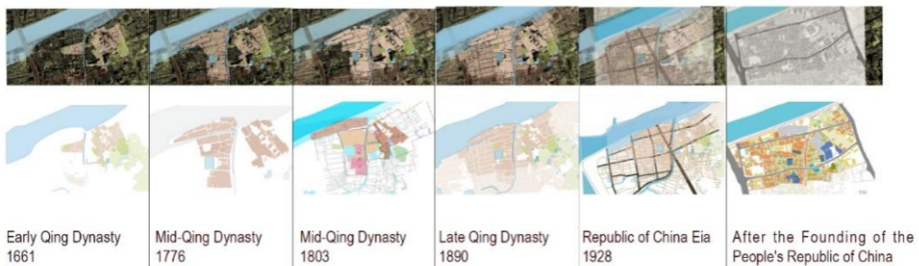 Early Qing Dynasty
1661
Mid-Qing Dynasty
1776
Mid-Qing Dynasty
1803
Late Qing Dynasty
1890
Republic of China Eia
1928
After the Founding of the
People's Republic of China